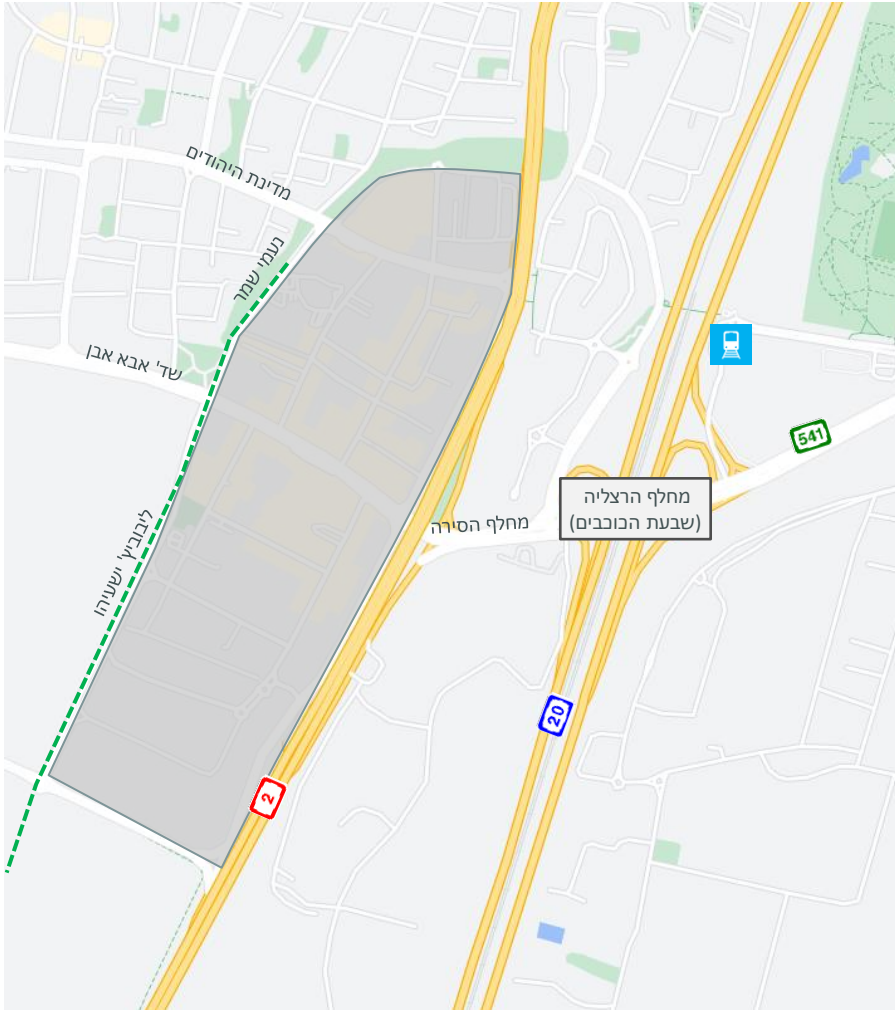 מדינת היהודים
נעמי שמר
שד' אבא אבן
541
מחלף הרצליה
(שבעת הכוכבים)
מחלף הסירה
ליבוביץ' ישעיהו
20
2